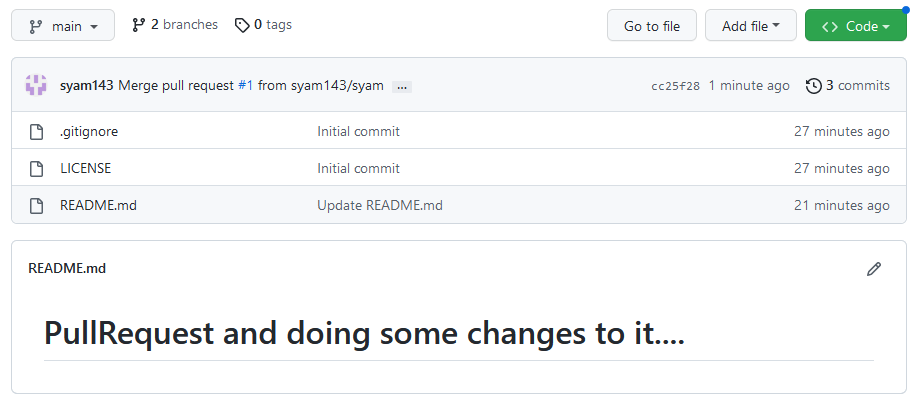 main 2 branches 0 tags Go to file Add file Code
syam143 Merge pull request #1 from syam143/syam ... cc25f28 1 minute ago 3 commits
.gitignore Initial commit 27 minutes ago
LICENSE Initial commit 27 minutes ago
README.md Update README.md 21 minutes ago
README.md
PullRequest and doing some changes to it....